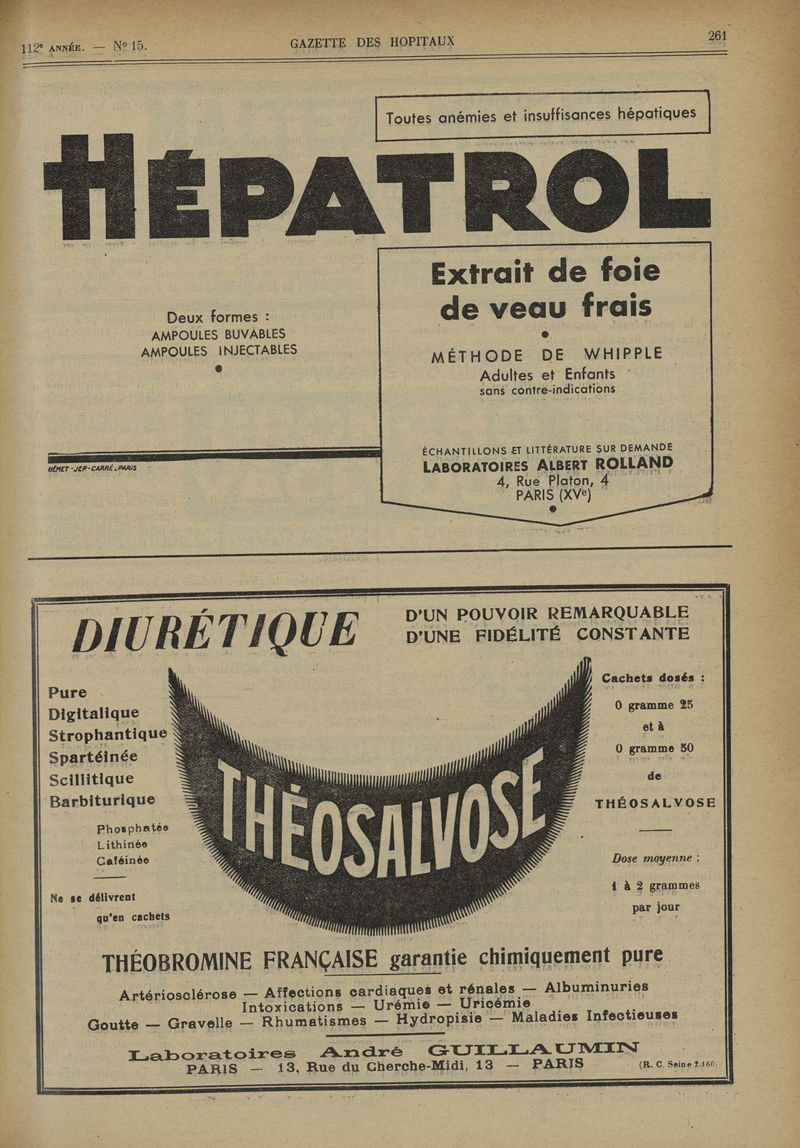 112e ANNÉE. — No 15.
GAZETTE DES HOPITAUX
261
Toutes anémies et insuffisances hépatiques
HÉPATROL
Deux formes :
AMPOULES BUVABLES
AMPOULES INJECTABLES
Extrait de foie
de veau frais
MÉTHODE DE WHIPPLE
Adultes et Enfants
sans contre-indications
HÉMET-JEP-CARRÉ.PARIS
ÉCHANTILLONS ET LITTÉRATURE SUR DEMANDE
LABORATOIRES ALBERT ROLLAND
4, Rue Platon, 4
PARIS (XVe)
DIURÉTIQUE
D'UN POUVOIR REMARQUABLE
D'UNE FIDÉLITÉ CONSTANTE
Pure
Digitalique
Strophantique
Spartéinée
Scillitique
Barbiturique
Phosphatée
Lithinée
Caféinée
Ne se délivrent
qu'en cachets
THÉOSALVOSE
Cachets dosés :
0 gramme 25
et à
0 gramme 50
de
THÉOSALVOSE
Dose moyenne :
1 à 2 grammes
par jour
THÉOBROMINE FRANÇAISE garantie chimiquement pure
Artériosclérose — Affections cardiaques et rénales — Albuminuries
Intoxications — Urémie — Uricémie
Goutte — Gravelle — Rhumatismes — Hydropisie — Maladies Infectieuses
Laboratoires André GUILLAUMIN
PARIS — 13, Rue du Cherche-Midi, 13 — PARIS
(R. C. Seine 2.160)